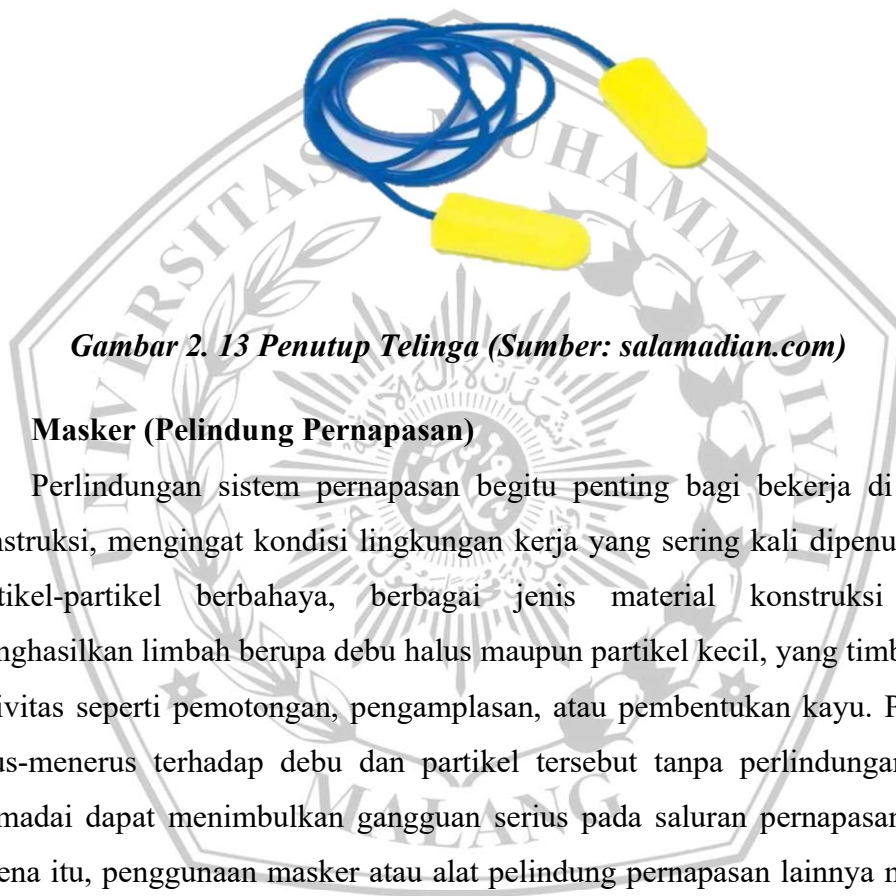 UNIVERSITAS MUHAMMADIYAH
MALANG
Gambar 2. 13 Penutup Telinga (Sumber: salamadian.com)
Masker (Pelindung Pernapasan)
Perlindungan sistem pernapasan begitu penting bagi bekerja di
nstruksi, mengingat kondisi lingkungan kerja yang sering kali dipenu
tikel-partikel berbahaya, berbagai jenis material konstruksi
nghasilkan limbah berupa debu halus maupun partikel kecil, yang timb
ivitas seperti pemotongan, pengamplasan, atau pembentukan kayu. P
us-menerus terhadap debu dan partikel tersebut tanpa perlindungan
madai dapat menimbulkan gangguan serius pada saluran pernapasan
ena itu, penggunaan masker atau alat pelindung pernapasan lainnya